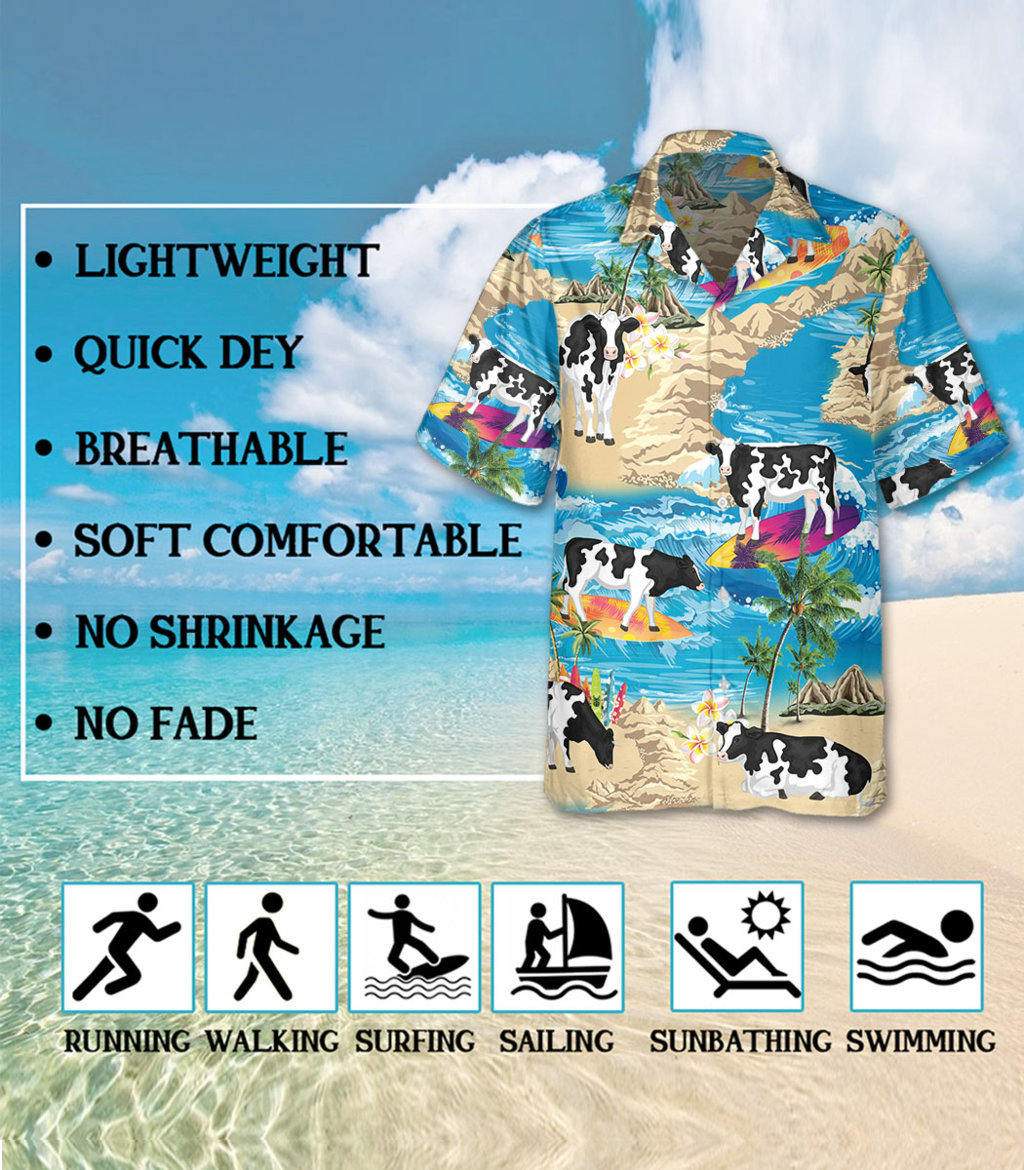 • LIGHTWEIGHT
• QUICK DEY
• BREATHABLE
• SOFT COMFORTABLE
• NO SHRINKAGE
• NO FADE
RUNNING WALKING SURFING SAILING SUNBATHING SWIMMING